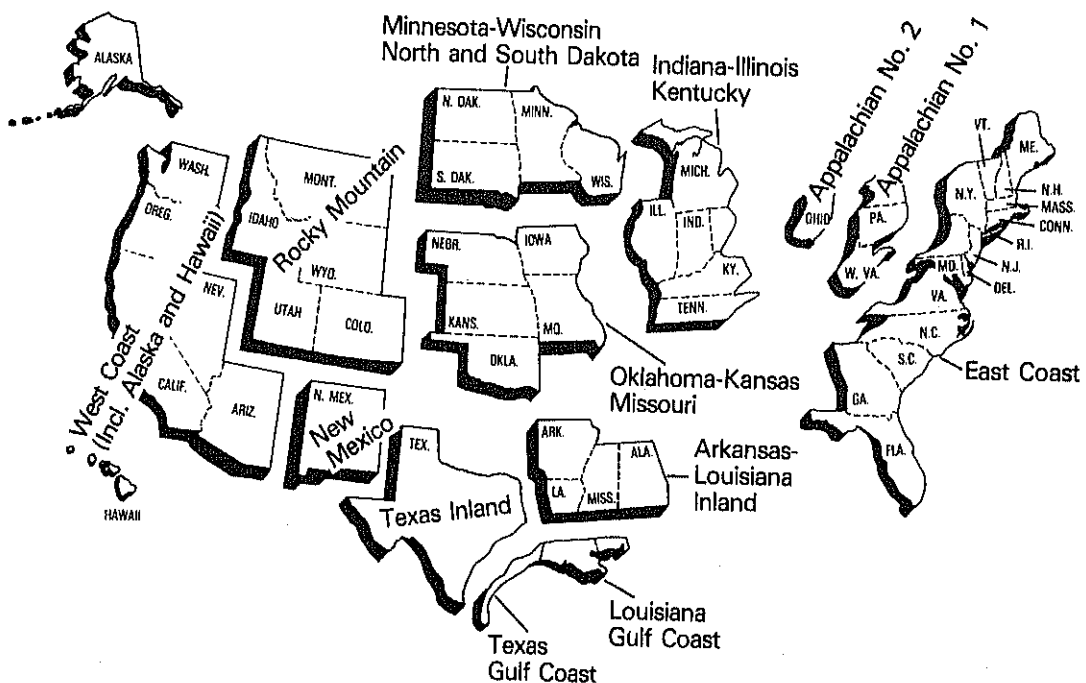 ALASKA
Minnesota-Wisconsin
North and South Dakota
Indiana-Illinois
Kentucky
Appalachian No. 2
Appalachian No. 1
West Coast
(Incl. Alaska and Hawaii)
WASH.
OREG.
NEV.
CALIF.
ARIZ.
HAWAII
Rocky Mountain
MONT.
IDAHO
WYO.
UTAH
COLO.
New
Mexico
N. MEX.
N. DAK.
MINN.
S. DAK.
WIS.
NEBR.
IOWA
KANS.
MO.
OKLA.
Oklahoma-Kansas
Missouri
MICH.
ILL.
IND.
KY.
TENN.
OHIO
PA.
W. VA.
VT.
ME.
N.Y.
N.H.
MASS.
CONN.
R.I.
N.J.
DEL.
MD.
VA.
N.C.
S.C.
GA.
FLA.
East Coast
TEX.
Texas Inland
ARK.
ALA.
LA.
MISS.
Arkansas-
Louisiana
Inland
Louisiana
Gulf Coast
Texas
Gulf Coast